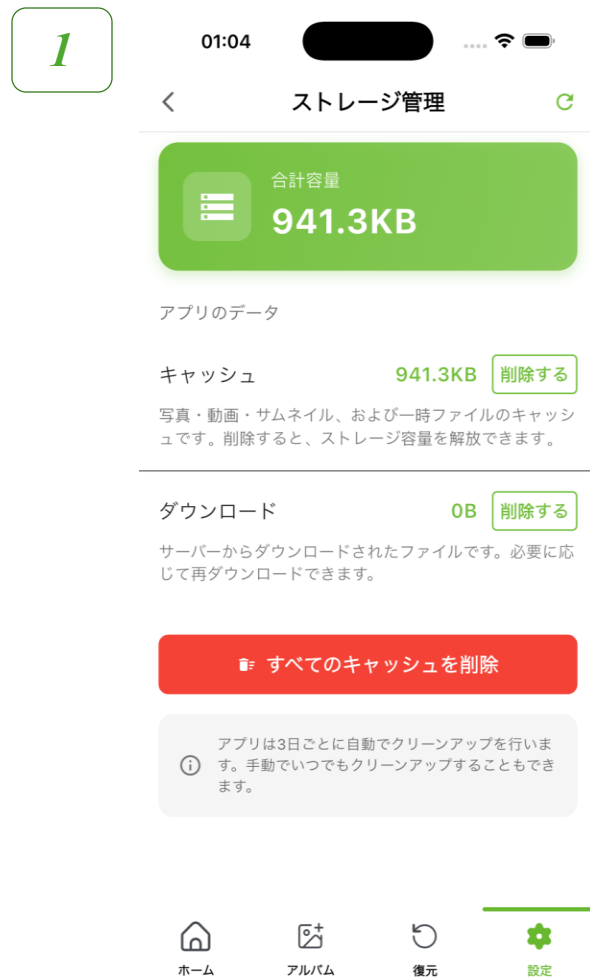 1
01:04
ストレージ管理
合計容量
941.3KB
アプリのデータ
キャッシュ 941.3KB 削除する
写真・動画・サムネイル、および一時ファイルのキャッシ
ュです。削除すると、ストレージ容量を解放できます。
ダウンロード 0B 削除する
サーバーからダウンロードされたファイルです。必要に応
じて再ダウンロードできます。
すべてのキャッシュを削除
アプリは3日ごとに自動でクリーンアップを行いま
す。手動でいつでもクリーンアップすることもでき
ます。
ホーム アルバム 復元 設定